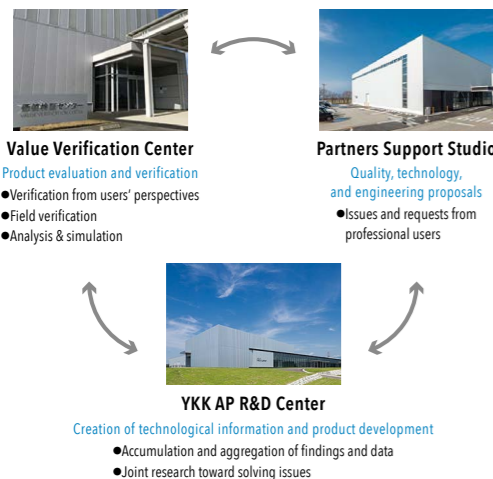 Value Verification Center
Product evaluation and verification
●Verification from users' perspectives
●Field verification
●Analysis & simulation
Partners Support Studio
Quality, technology,
and engineering proposals
●Issues and requests from
professional users
YKK AP R&D Center
Creation of technological information and product development
●Accumulation and aggregation of findings and data
●Joint research toward solving issues